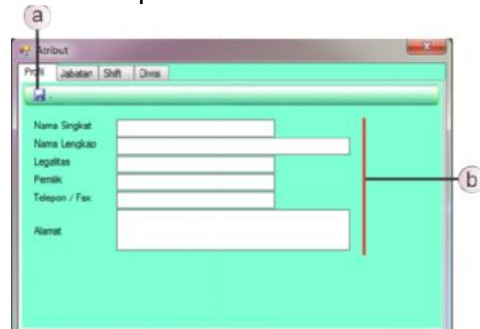 a
Atribut
Profil Jabatan Shift Divisi
Nama Singkat
Nama Lengkap
Legalitas
Pemilik
Telepon / Fax
Alamat
b